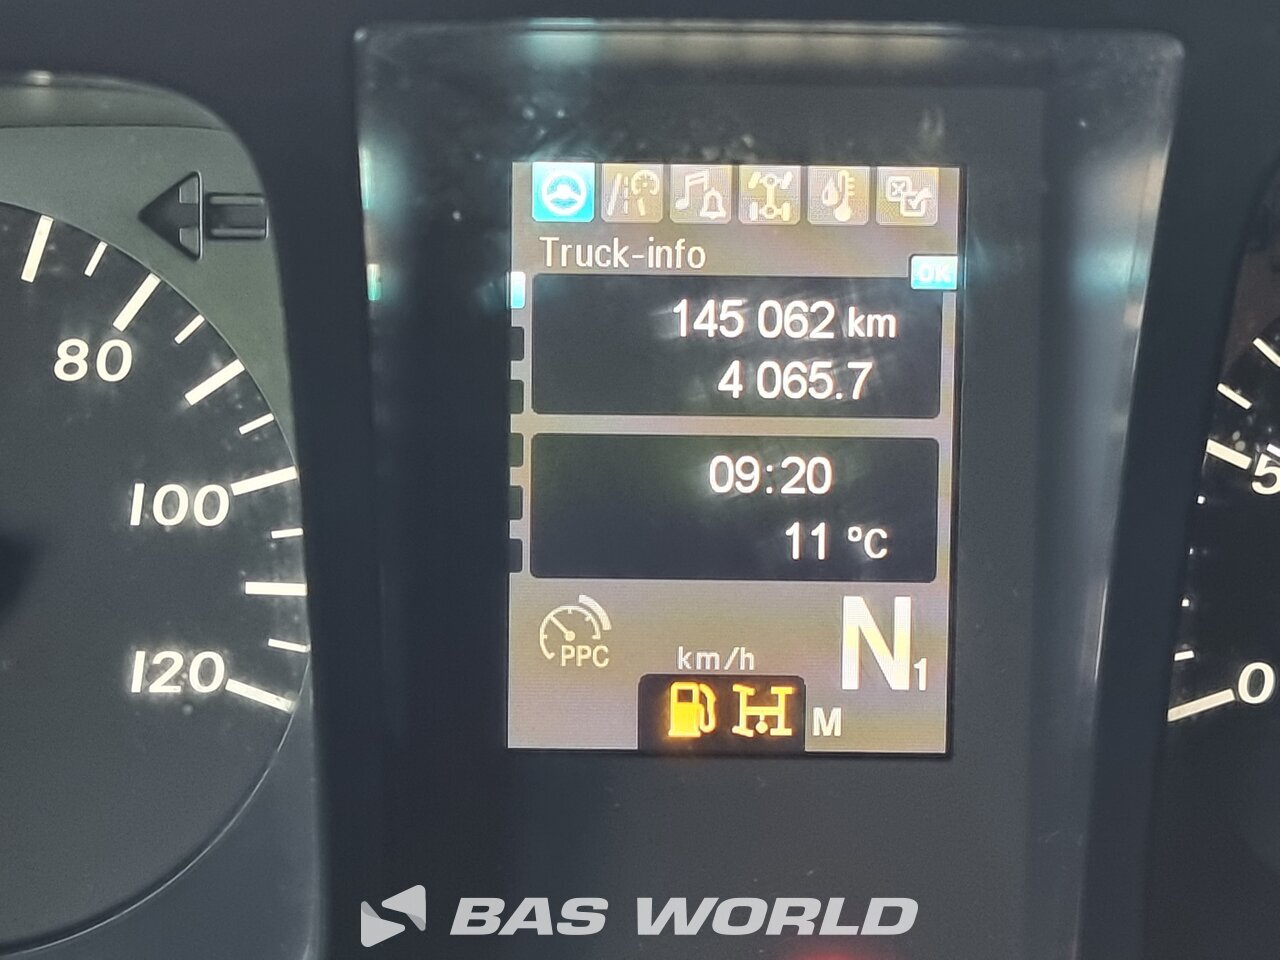 Truck-info
OK
145 062 km
4 065.7
09:20
11 °C
PPC
km/h
N1
M
80
100
120
5
0
BAS WORLD